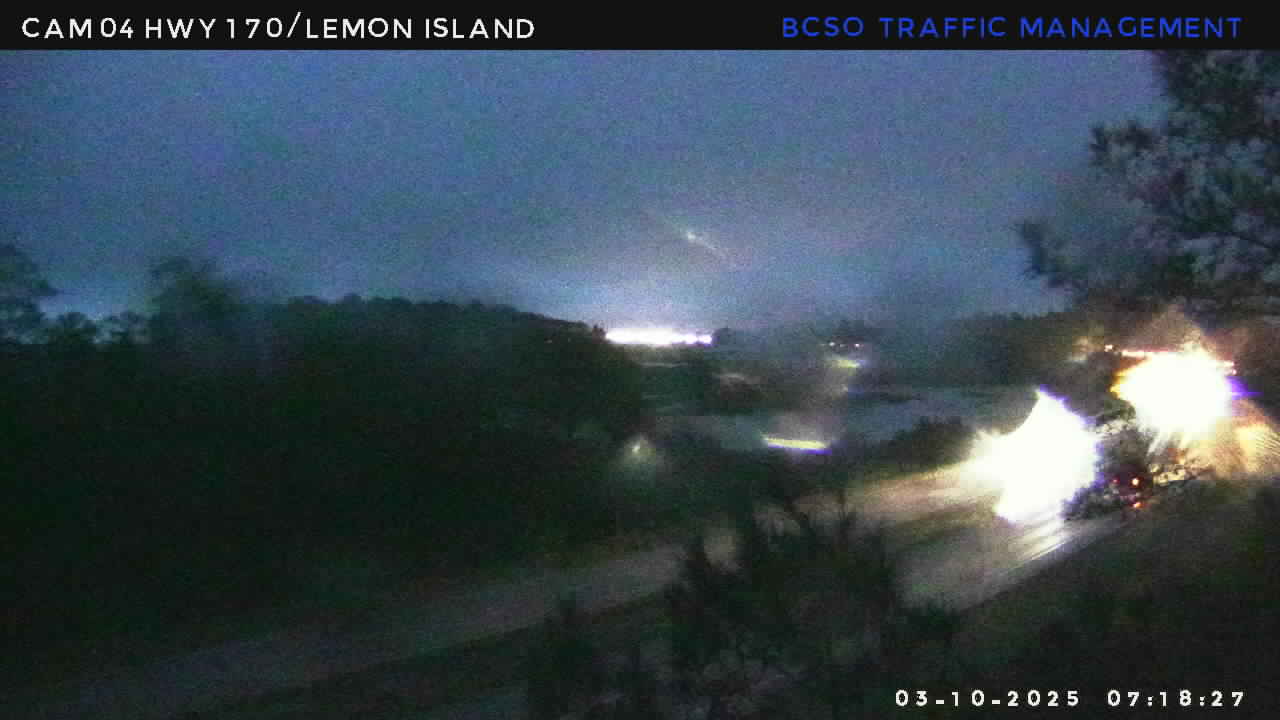 CAM04 HWY 170/LEMON ISLAND
BCSO TRAFFIC MANAGEMENT
03-10-2025 07:18:27